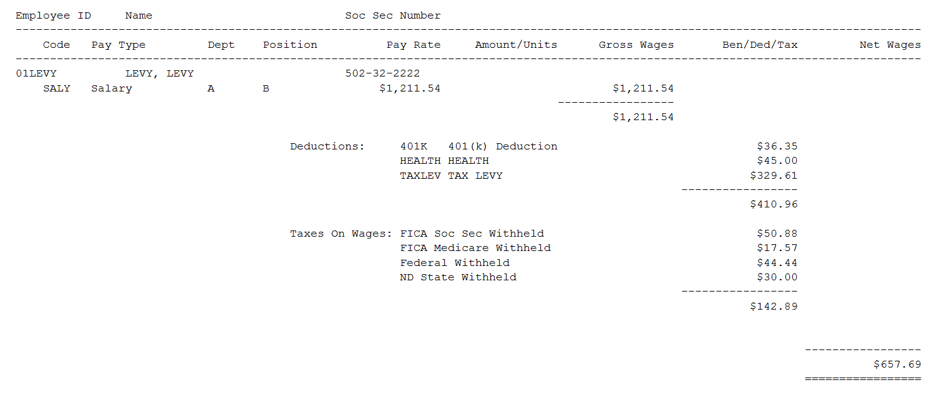 Employee ID Name Soc Sec Number
Code Pay Type Dept Position Pay Rate Amount/Units Gross Wages Ben/Ded/Tax Net Wages
01LEVY LEVY, LEVY 502-32-2222
SALY Salary A B $1,211.54 $1,211.54
$1,211.54
Deductions: 401K 401(k) Deduction $36.35
HEALTH HEALTH $45.00
TAXLEV TAX LEVY $329.61
$410.96
Taxes On Wages: FICA Soc Sec Withheld $50.88
FICA Medicare Withheld $17.57
Federal Withheld $44.44
ND State Withheld $30.00
$142.89
$657.69